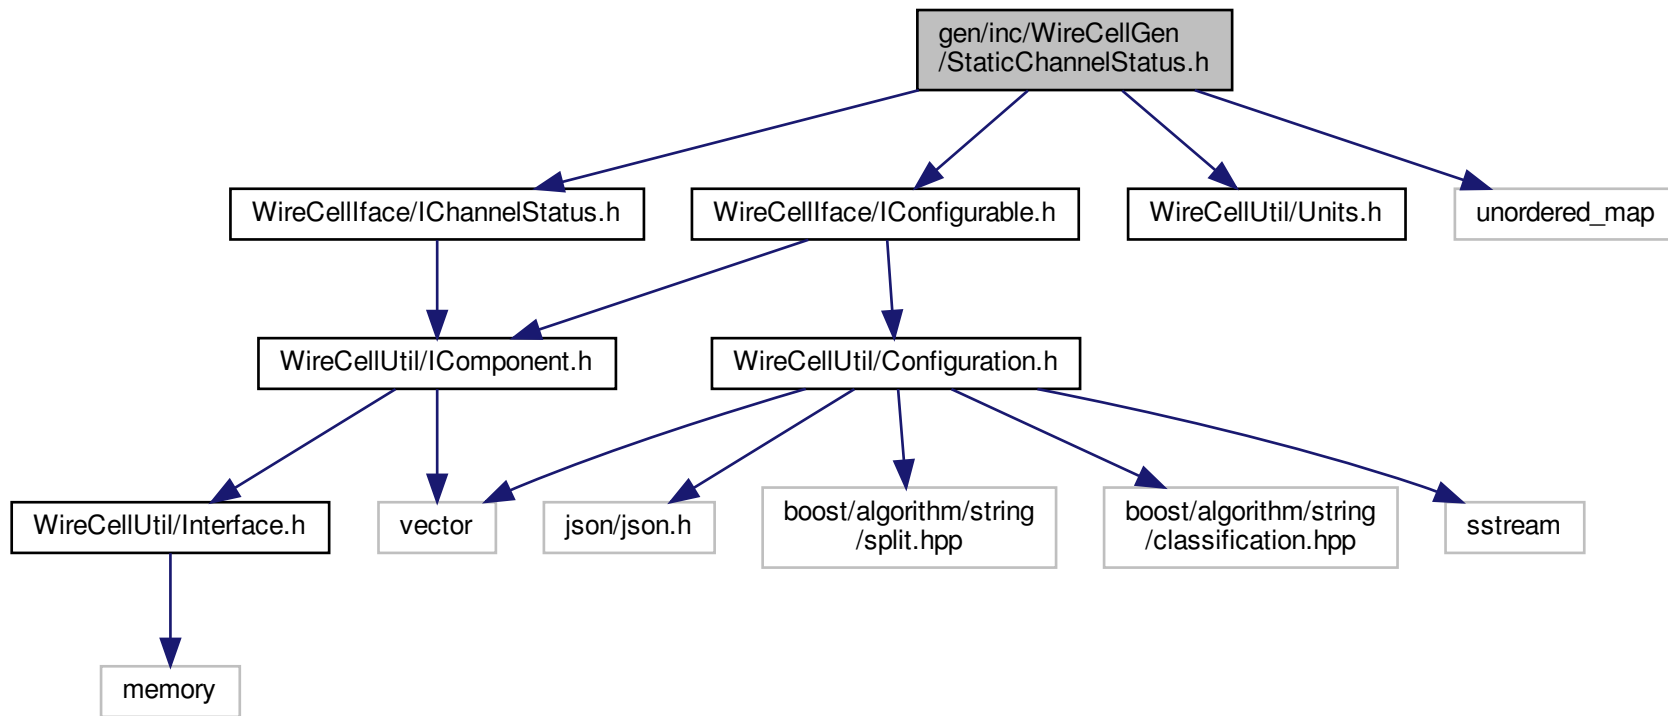 gen/inc/WireCellGen
/StaticChannelStatus.h
WireCellIface/IChannelStatus.h
WireCellIface/IConfigurable.h
WireCellUtil/Units.h
unordered_map
WireCellUtil/IComponent.h
WireCellUtil/Configuration.h
WireCellUtil/Interface.h
vector
json/json.h
boost/algorithm/string
/split.hpp
boost/algorithm/string
/classification.hpp
sstream
memory